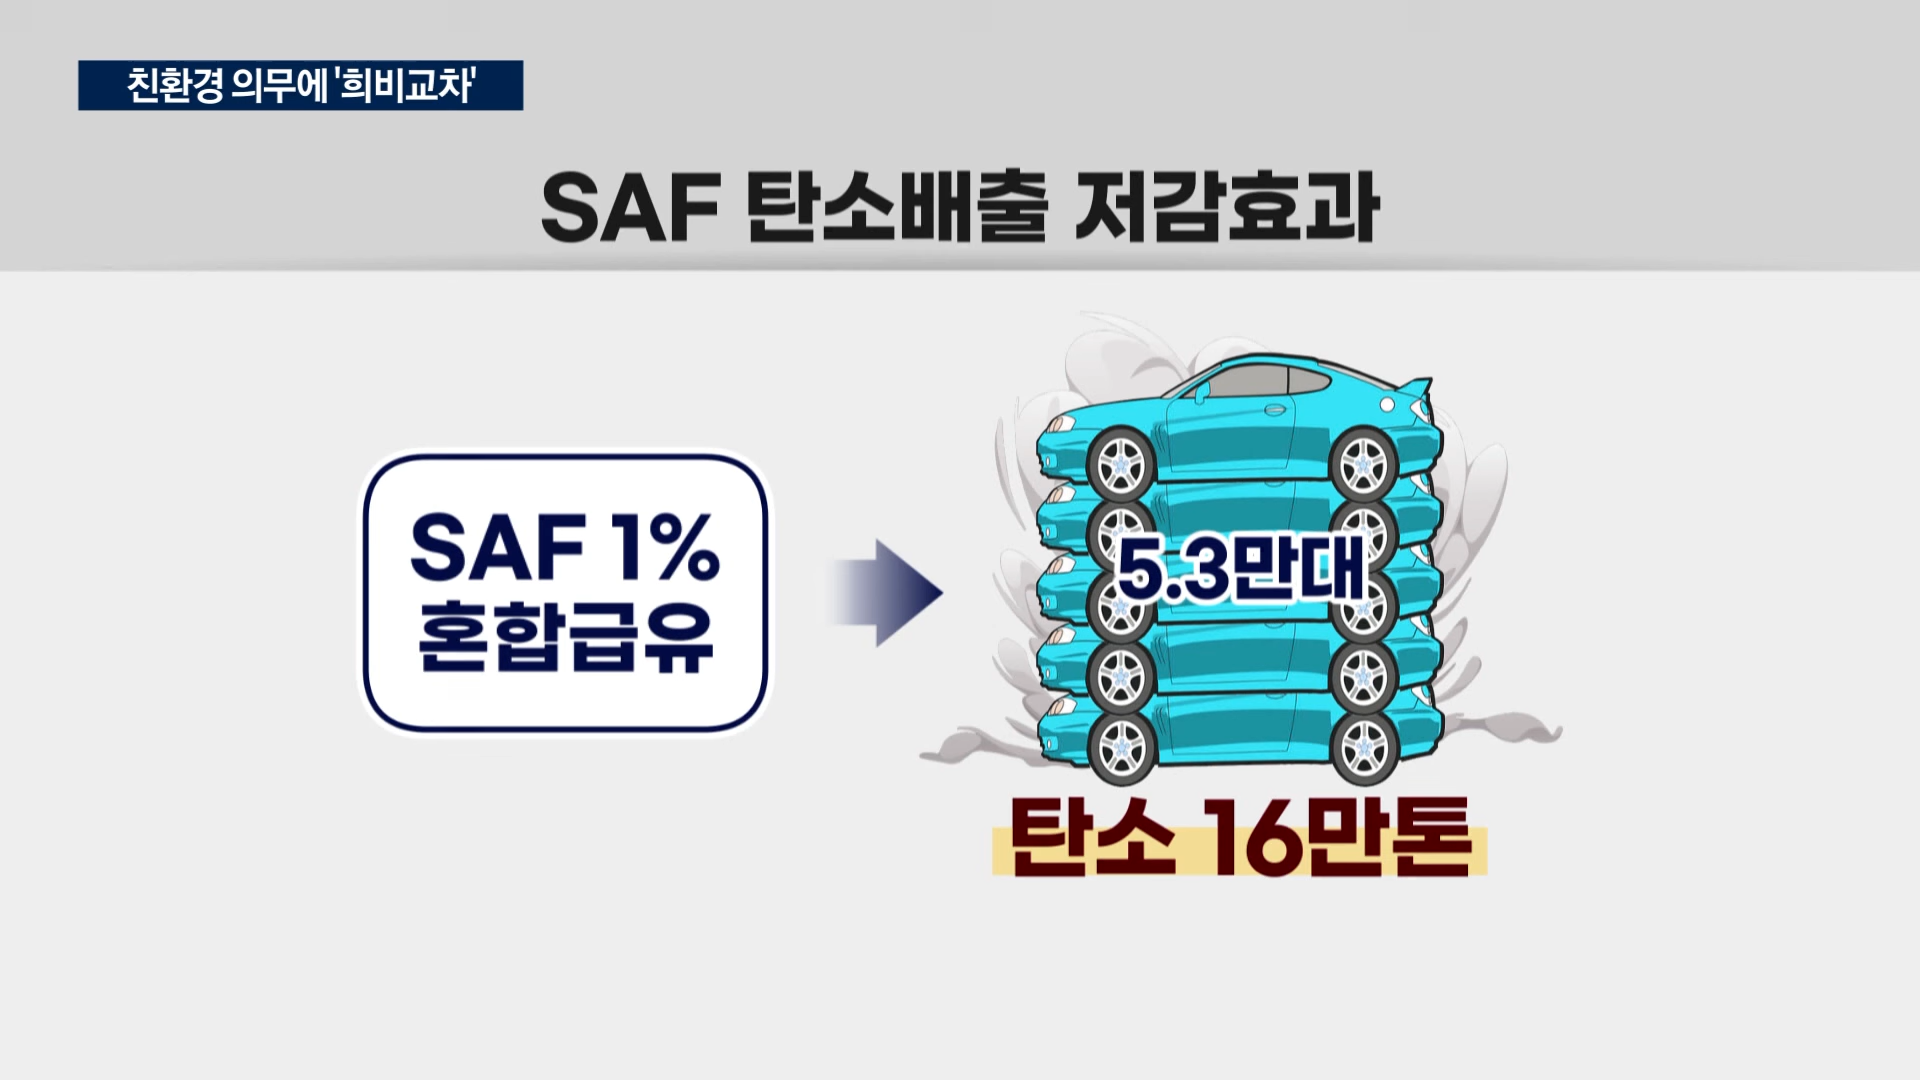 친환경 의무에 '희비교차'
SAF 탄소배출 저감효과
SAF 1%
혼합급유
5.3만대
탄소 16만톤